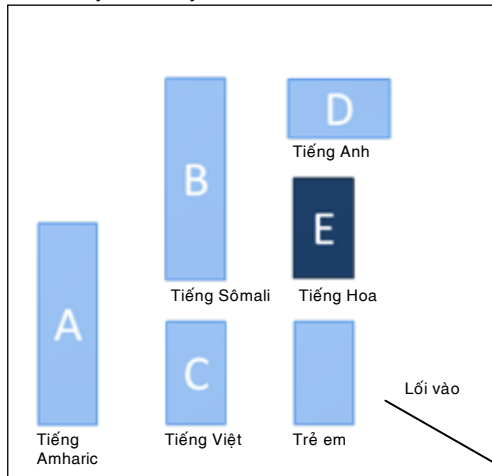 D
Tiếng Anh
B
E
Tiếng Sômali
Tiếng Hoa
A
C
Lối vào
Tiếng
Amharic
Tiếng Việt
Trẻ em